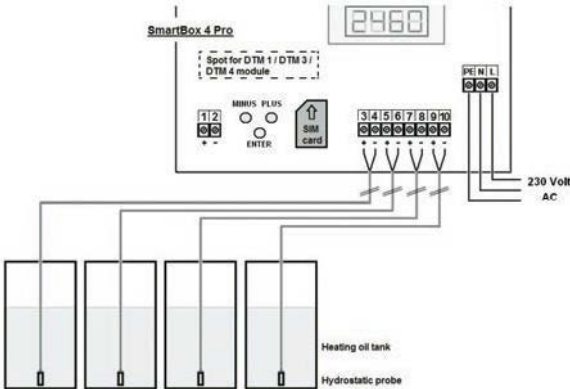 SmartBox 4 Pro
2460
Spot for DTM 1 / DTM 3 /
DTM 4 module
PE N L
MINUS PLUS
ENTER
SIM
card
1 2
+ -
3 4 5 6 7 8 9 10
+ - + - + - + -
230 Volt
AC
Heating oil tank
Hydrostatic probe